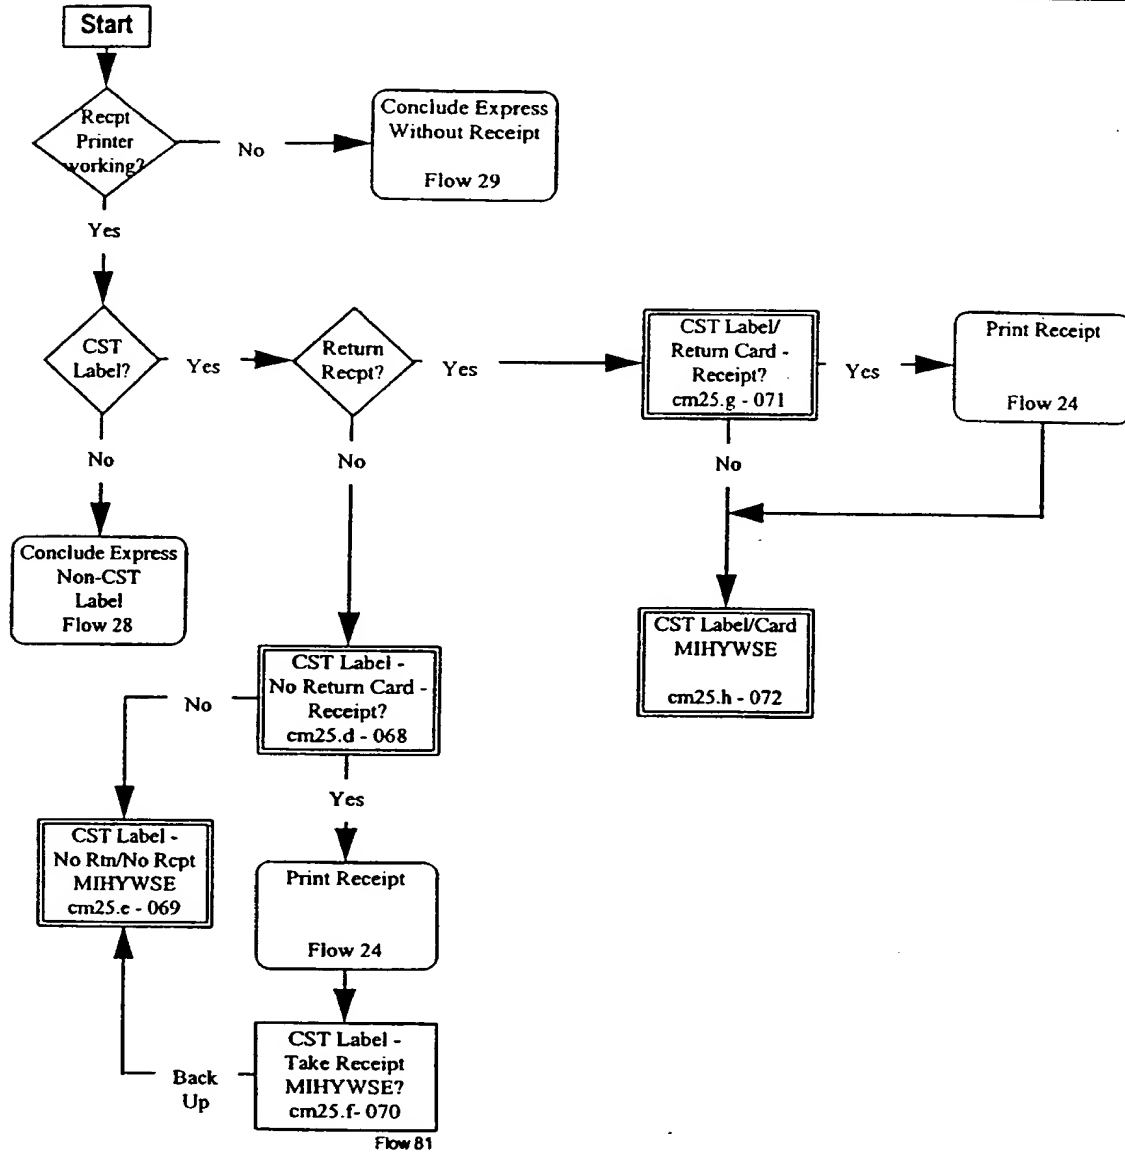 Start
Recpt
Printer
working?
No
Conclude Express
Without Receipt
Flow 29
Yes
CST
Label?
Yes
Return
Recpt?
Yes
CST Label/
Return Card -
Receipt?
cm25.g - 071
Yes
Print Receipt
Flow 24
No
No
No
Conclude Express
Non-CST
Label
Flow 28
CST Label/Card
MIHYWSE
cm25.h - 072
CST Label -
No Return Card -
Receipt?
cm25.d - 068
No
Yes
CST Label -
No Rtn/No Rcpt
MIHYWSE
cm25.e - 069
Print Receipt
Flow 24
CST Label -
Take Receipt
MIHYWSE?
cm25.f- 070
Back
Up
Flow 81